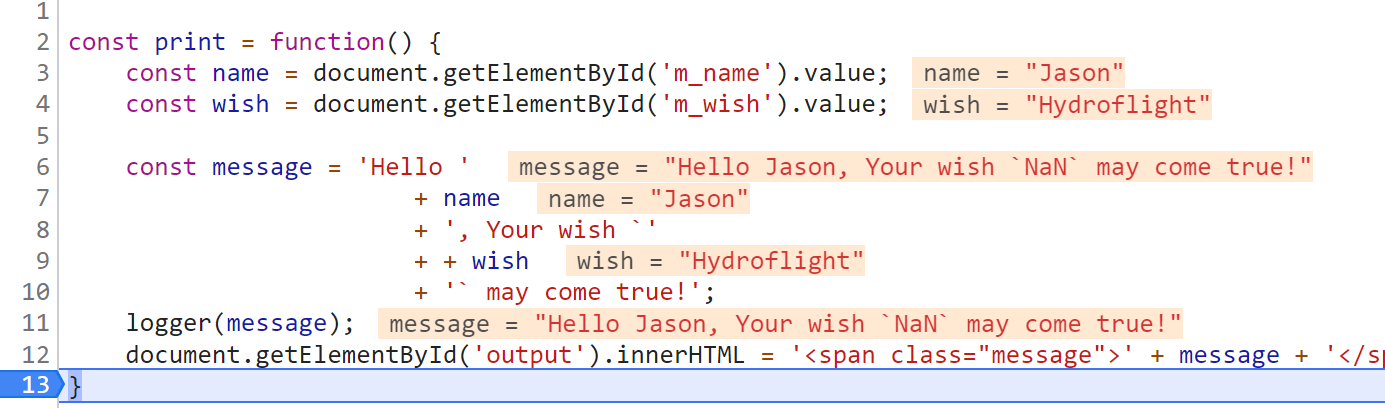 1
2 const print = function() {
3 const name = document.getElementById('m_name').value; name = "Jason"
4 const wish = document.getElementById('m_wish').value; wish = "Hydroflight"
5
6 const message = 'Hello ' message = "Hello Jason, Your wish `NaN` may come true!"
7 + name name = "Jason"
8 + ', Your wish `'
9 + + wish wish = "Hydroflight"
10 + '` may come true!';
11 logger(message); message = "Hello Jason, Your wish `NaN` may come true!"
12 document.getElementById('output').innerHTML = '<span class="message">' + message + '</sp
13 }